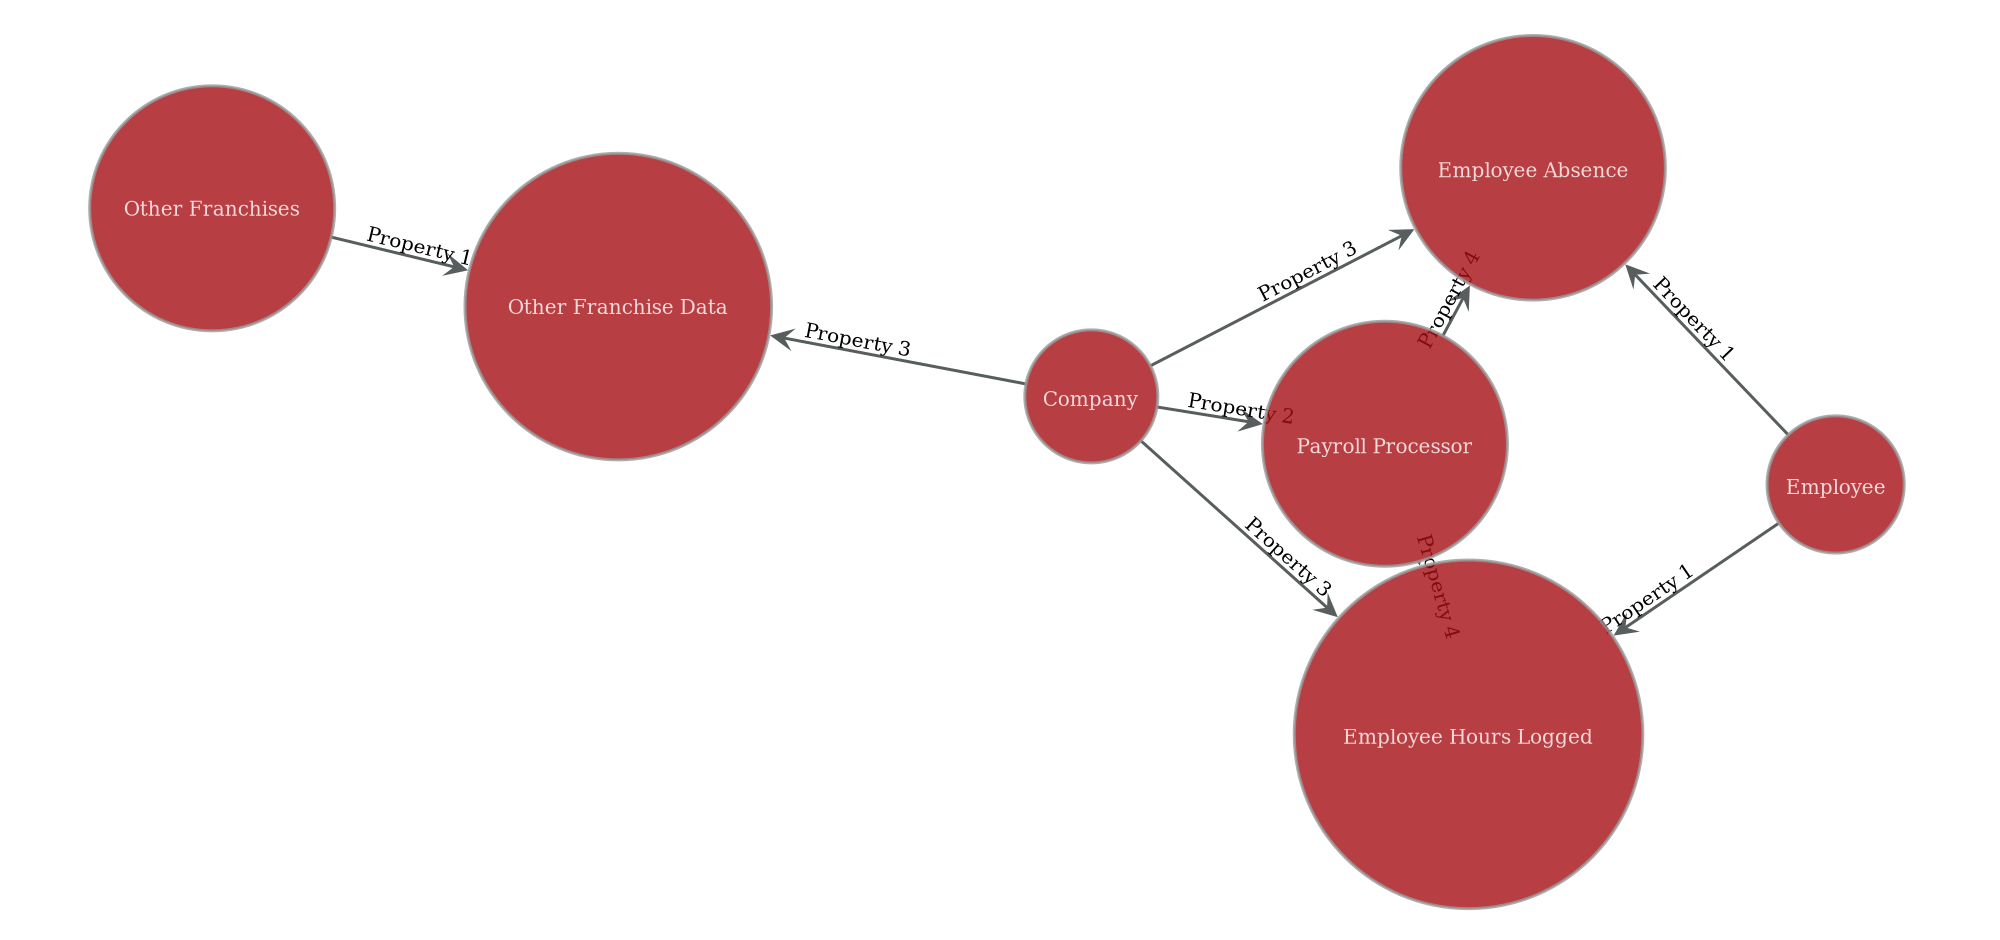 Other Franchises
Property 1
Other Franchise Data
Property 3
Company
Property 3
Property 2
Property 3
Employee Absence
Property 4
Payroll Processor
Property 4
Property 1
Employee
Property 1
Employee Hours Logged